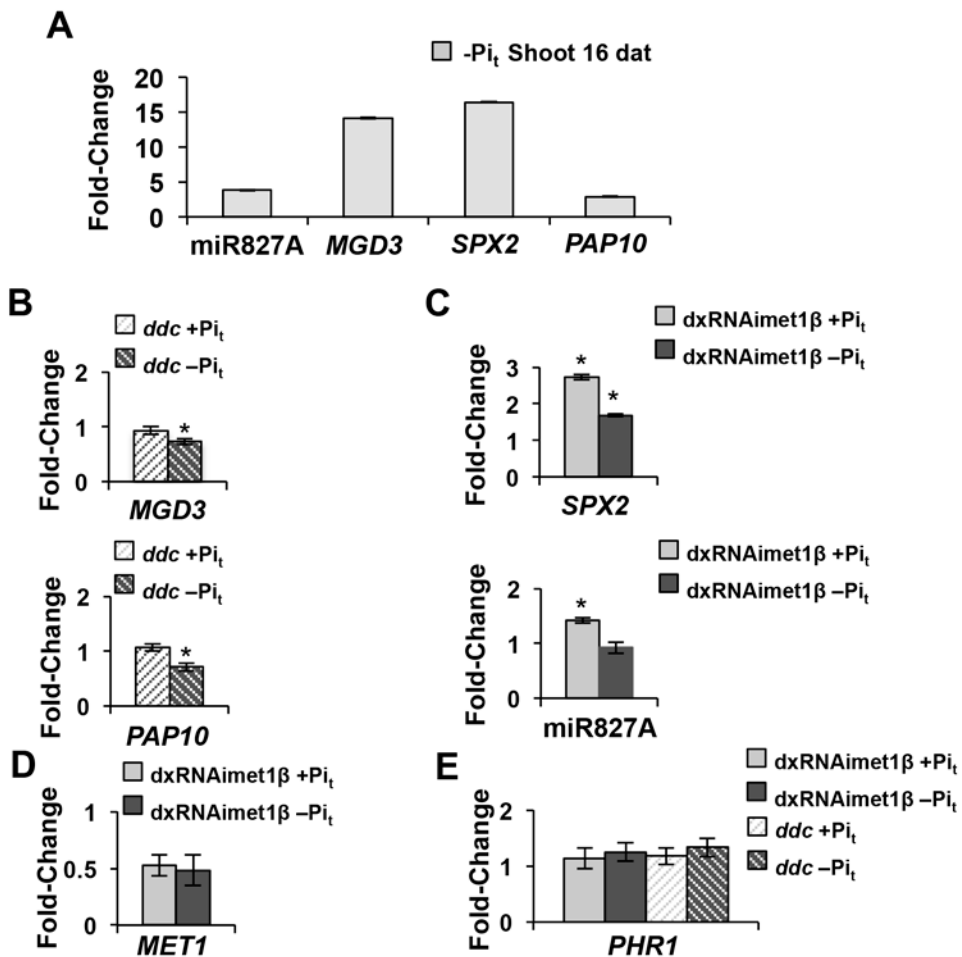 A
-Pit Shoot 16 dat
Fold-Change
20
15
10
5
0
miR827A MGD3 SPX2 PAP10
B
ddc +Pit
ddc –Pit
Fold-Change
2
1
0
*
MGD3
ddc +Pit
ddc –Pit
Fold-Change
2
1
0
*
PAP10
C
dxRNAimet1β +Pit
dxRNAimet1β –Pit
Fold-Change
3
2
1
0
*
*
SPX2
dxRNAimet1β +Pit
dxRNAimet1β –Pit
Fold-Change
2
1
0
*
miR827A
D
dxRNAimet1β +Pit
dxRNAimet1β –Pit
Fold-Change
1
0.5
0
MET1
E
dxRNAimet1β +Pit
dxRNAimet1β –Pit
ddc +Pit
ddc –Pit
Fold-Change
2
1
0
PHR1